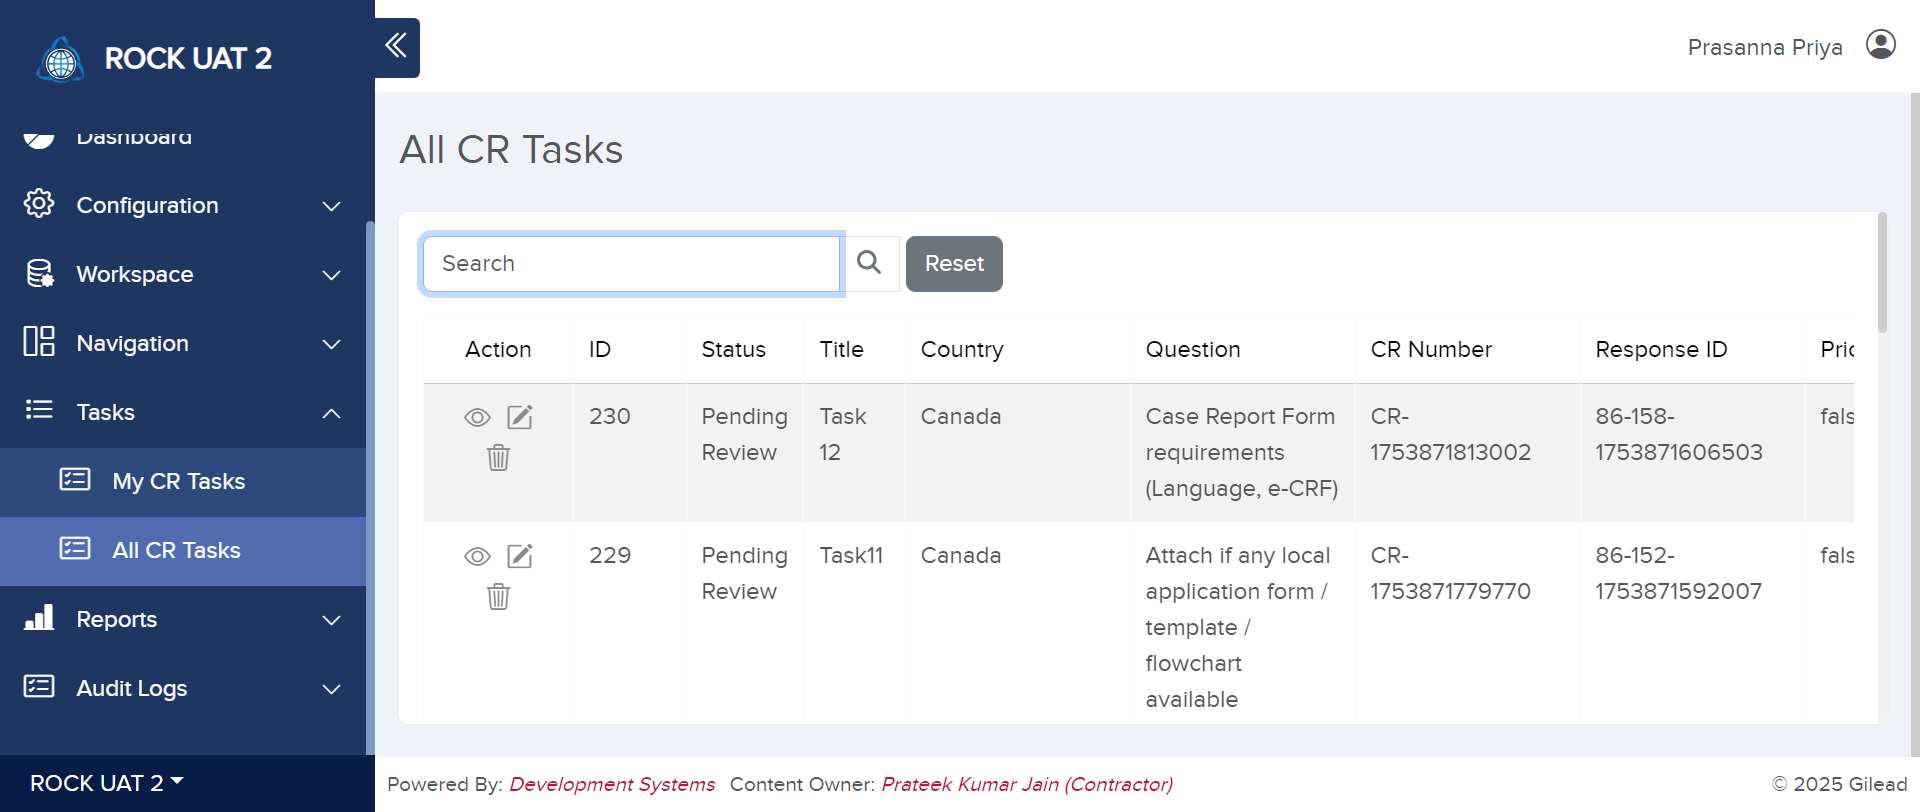 ROCK UAT 2
Prasanna Priya
Dashboard
Configuration
Workspace
Navigation
Tasks
My CR Tasks
All CR Tasks
Reports
Audit Logs
ROCK UAT 2
All CR Tasks
Search
Reset
Action ID Status Title Country Question CR Number Response ID
230 Pending Task Canada Case Report Form CR- 86-158- fals
Review 12 requirements 1753871813002 1753871606503
(Language, e-CRF)
229 Pending Task11 Canada Attach if any local CR- 86-152- fals
Review application form / 1753871779770 1753871592007
template /
flowchart
available
Powered By: Development Systems Content Owner: Prateek Kumar Jain (Contractor)
© 2025 Gilead